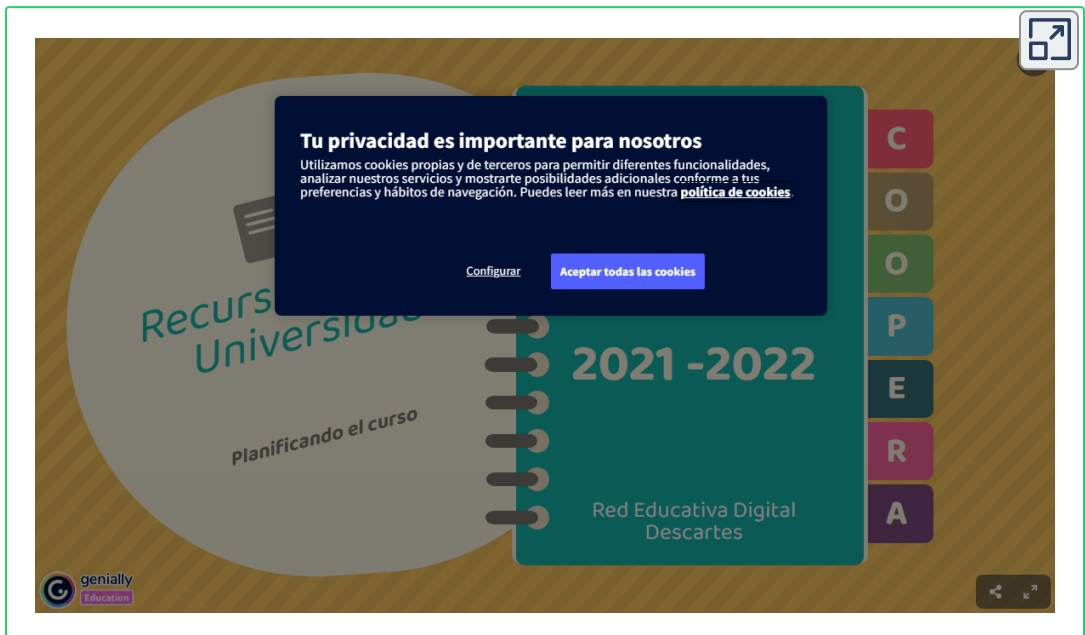 Tu privacidad es importante para nosotros
Utilizamos cookies propias y de terceros para permitir diferentes funcionalidades,
analizar nuestros servicios y mostrarte posibilidades adicionales conforme a tus
preferencias y hábitos de navegación. Puedes leer más en nuestra política de cookies.
Configurar
Aceptar todas las cookies
Recurs
Universidad
Planificando el curso
2021 -2022
Red Educativa Digital
Descartes
C
O
O
P
E
R
A
genially
Education